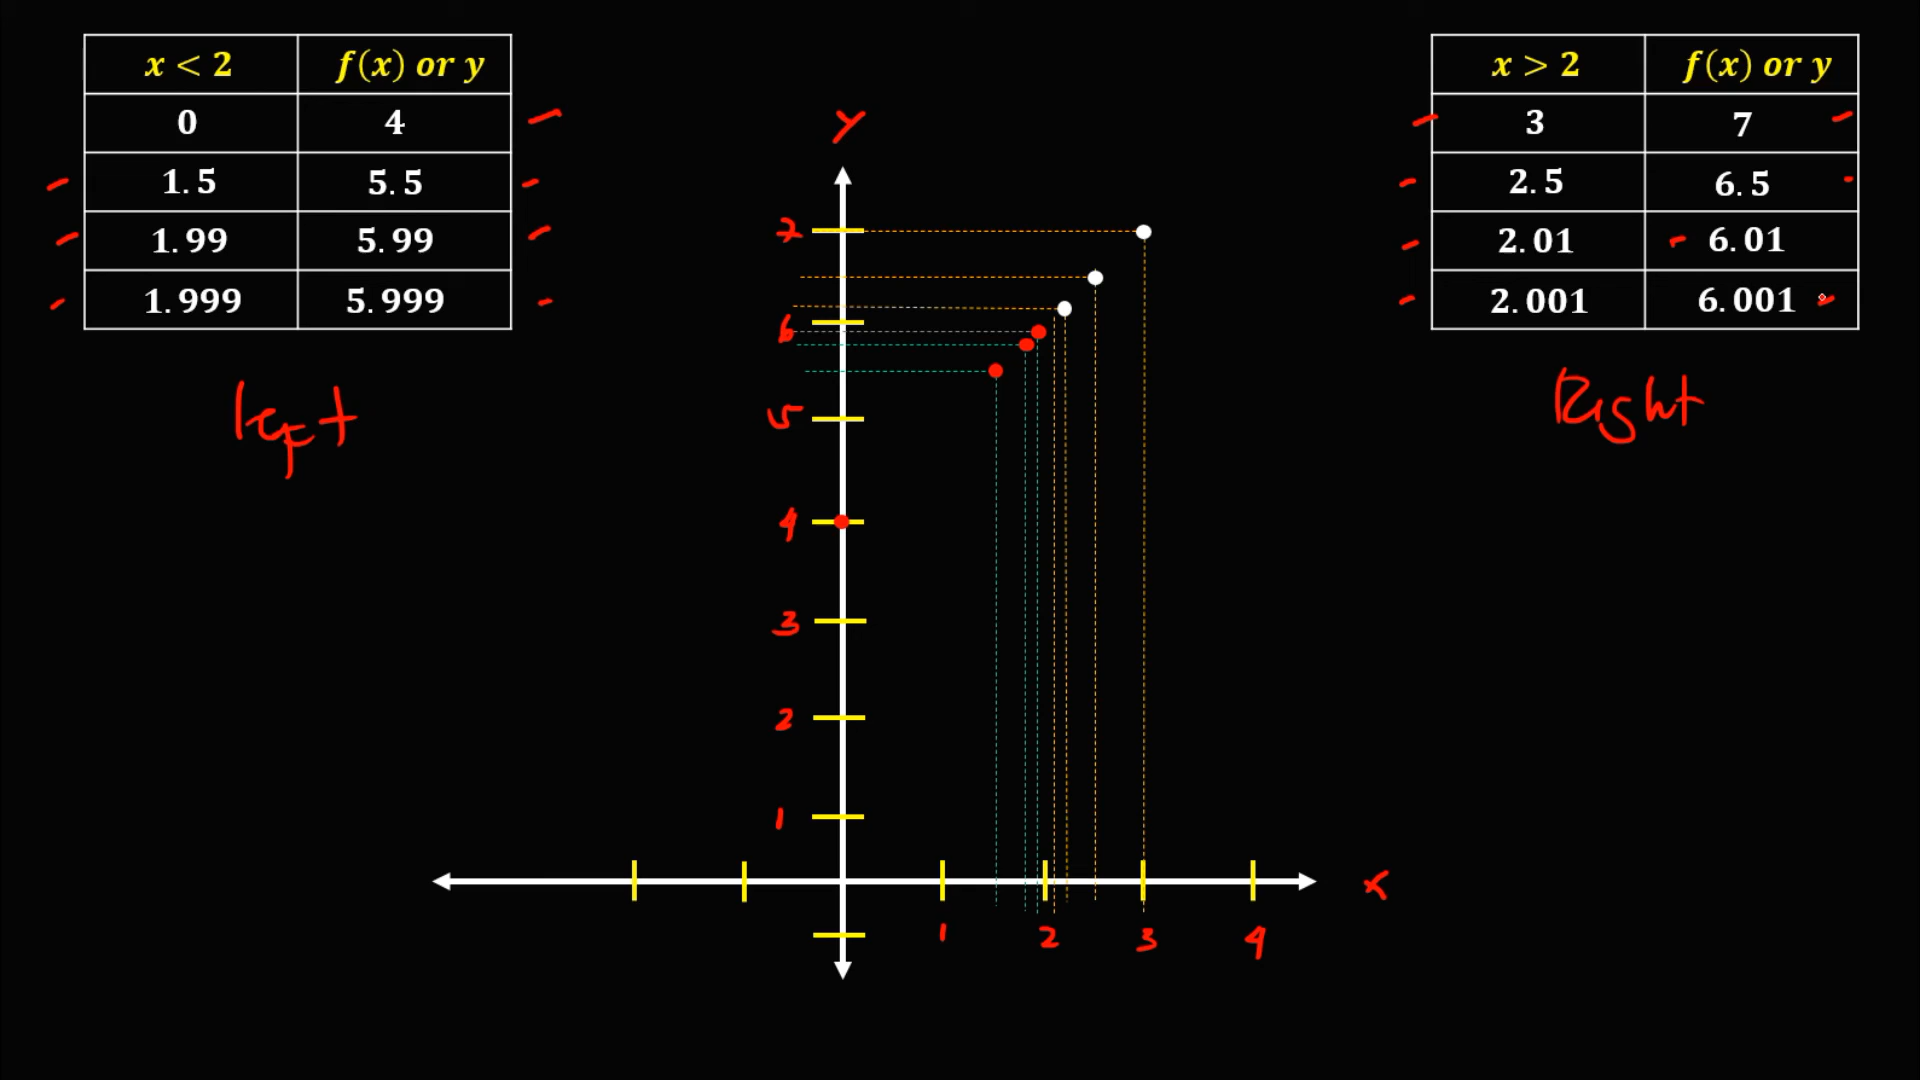 x < 2 f(x) or y
0 4
1.5 5.5
1.99 5.99
1.999 5.999
left
x > 2 f(x) or y
3 7
2.5 6.5
2.01 6.01
2.001 6.001
Right
y
7
6
5
4
3
2
1
1 2 3 4
x